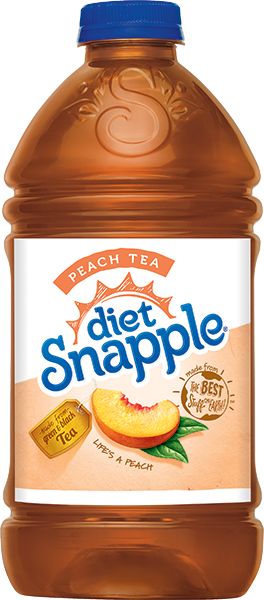 PEACH TEA
diet
Snapple®
made from
THE BEST
Stuff ON EARTH!
Made from
green & black
Tea
LIFE'S A PEACH